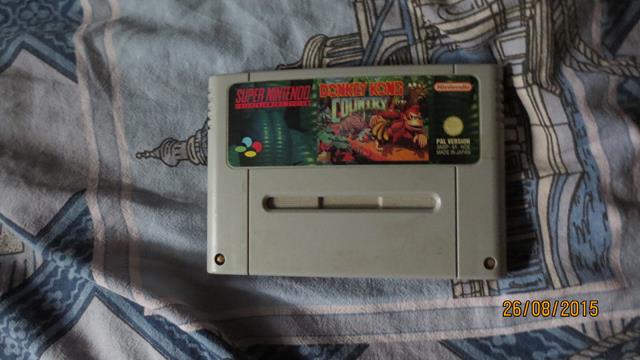 SUPER NINTENDO
ENTERTAINMENT SYSTEM
DONKEY KONG
COUNTRY
Nintendo
PAL VERSION
MADE IN JAPAN
26/08/2015